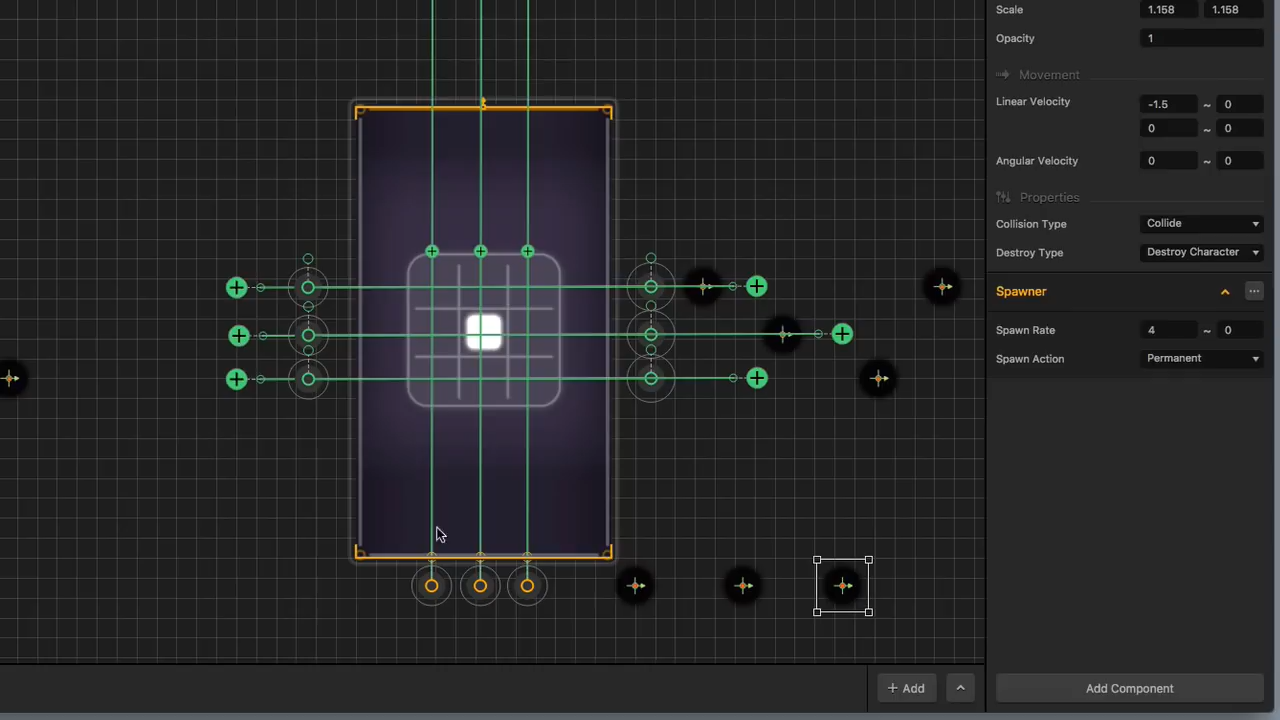 Scale 1.158 1.158
Opacity 1
Movement
Linear Velocity -1.5 ~ 0
0 ~ 0
Angular Velocity 0 ~ 0
Properties
Collision Type Collide
Destroy Type Destroy Character
Spawner
Spawn Rate 4 ~ 0
Spawn Action Permanent
+ Add
Add Component